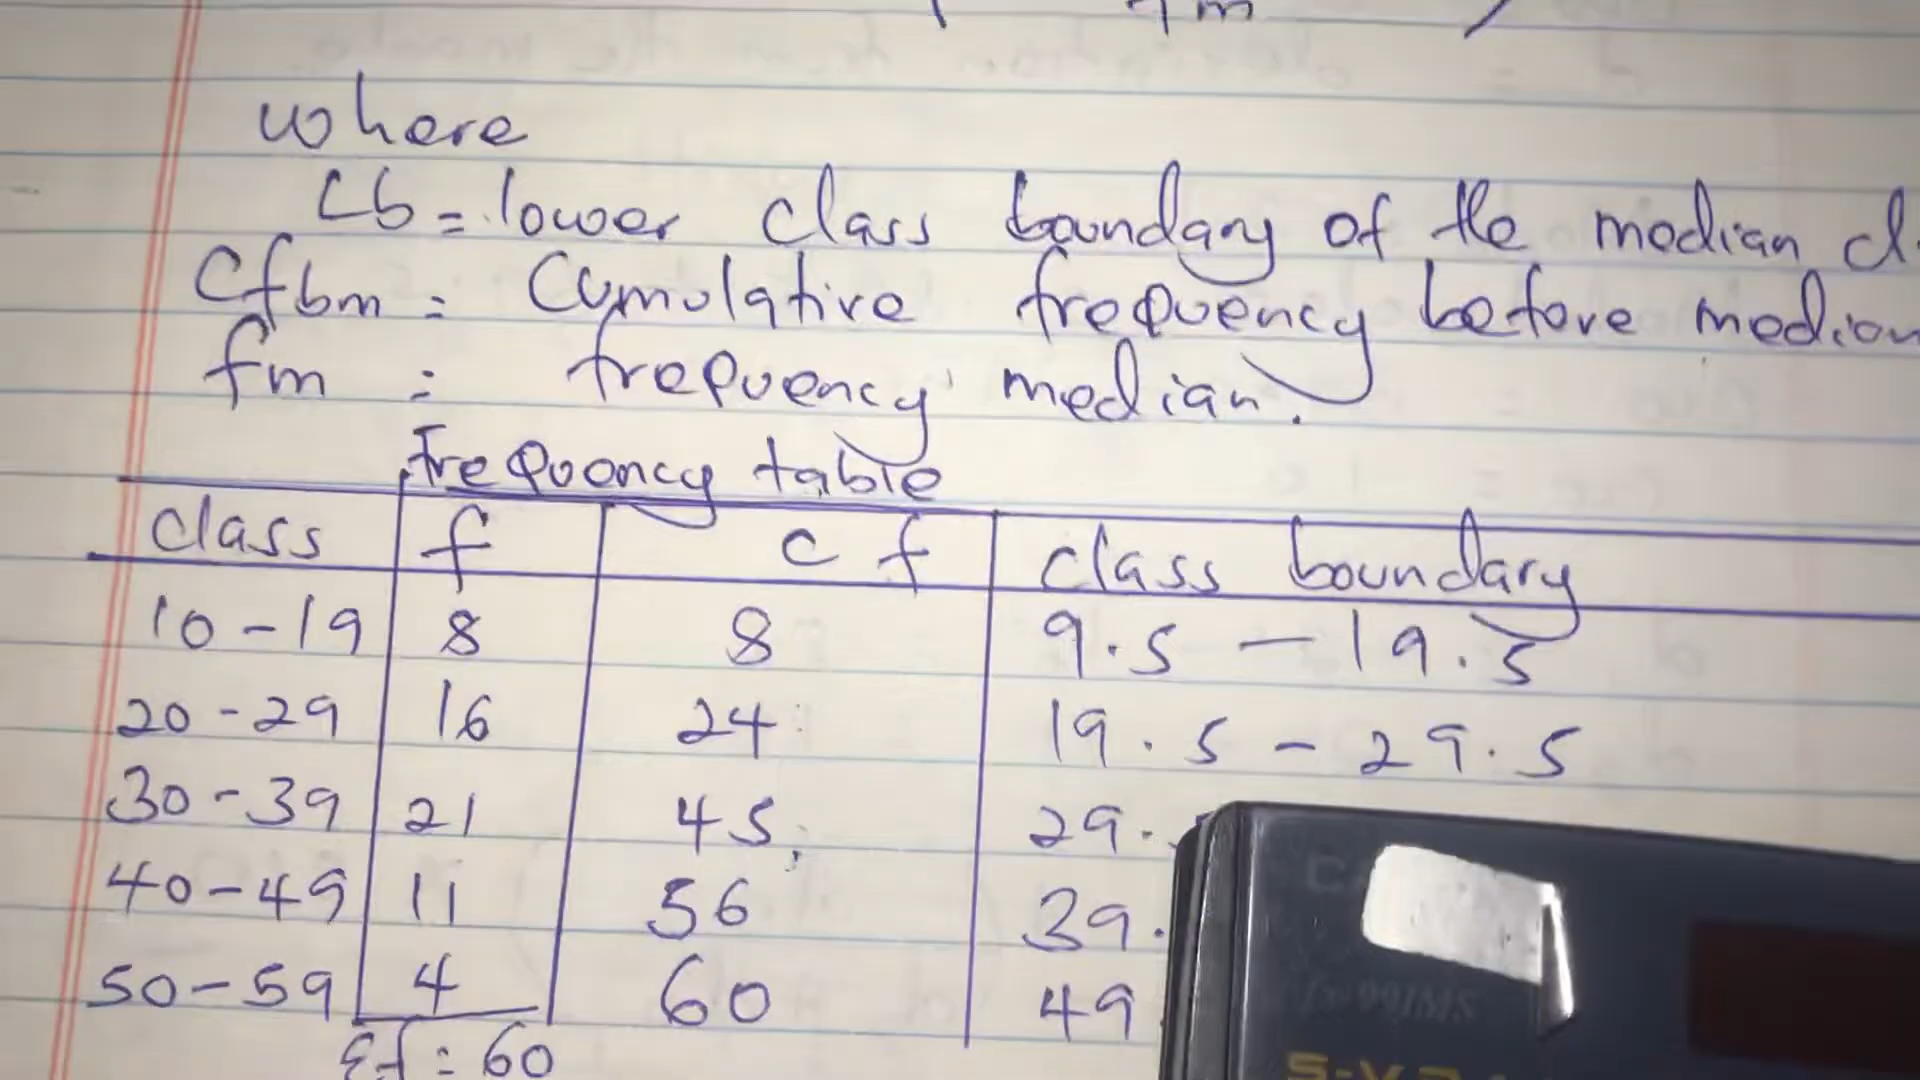 where
Lb = lower class boundary of the median cl
Cfbm = Cumulative frequency before median
fm = frequency median.
Frequency table
class f cf class boundary
10-19 8 8 9.5 - 19.5
20-29 16 24 19.5 - 29.5
30-39 21 45 29.
40-49 11 56 39.
50-59 4 60 49
Σf = 60